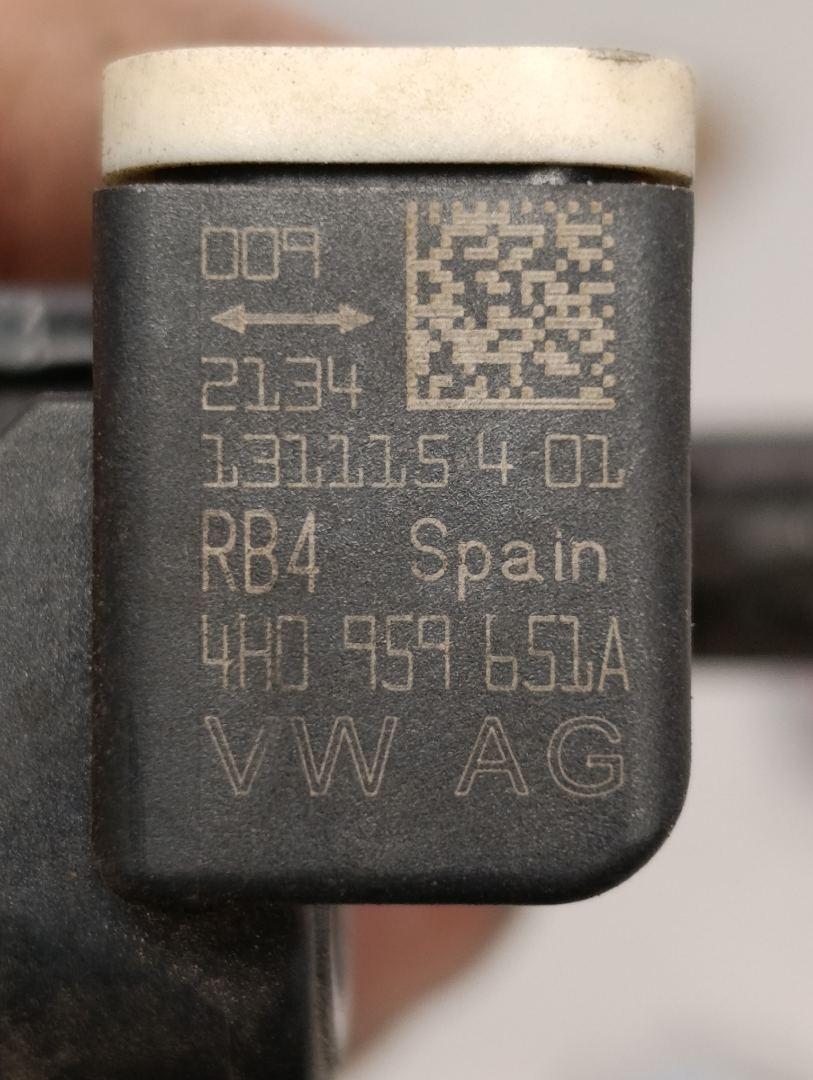 009
2134
131115 4 01
RB4 Spain
4H0 959 651A
VW AG